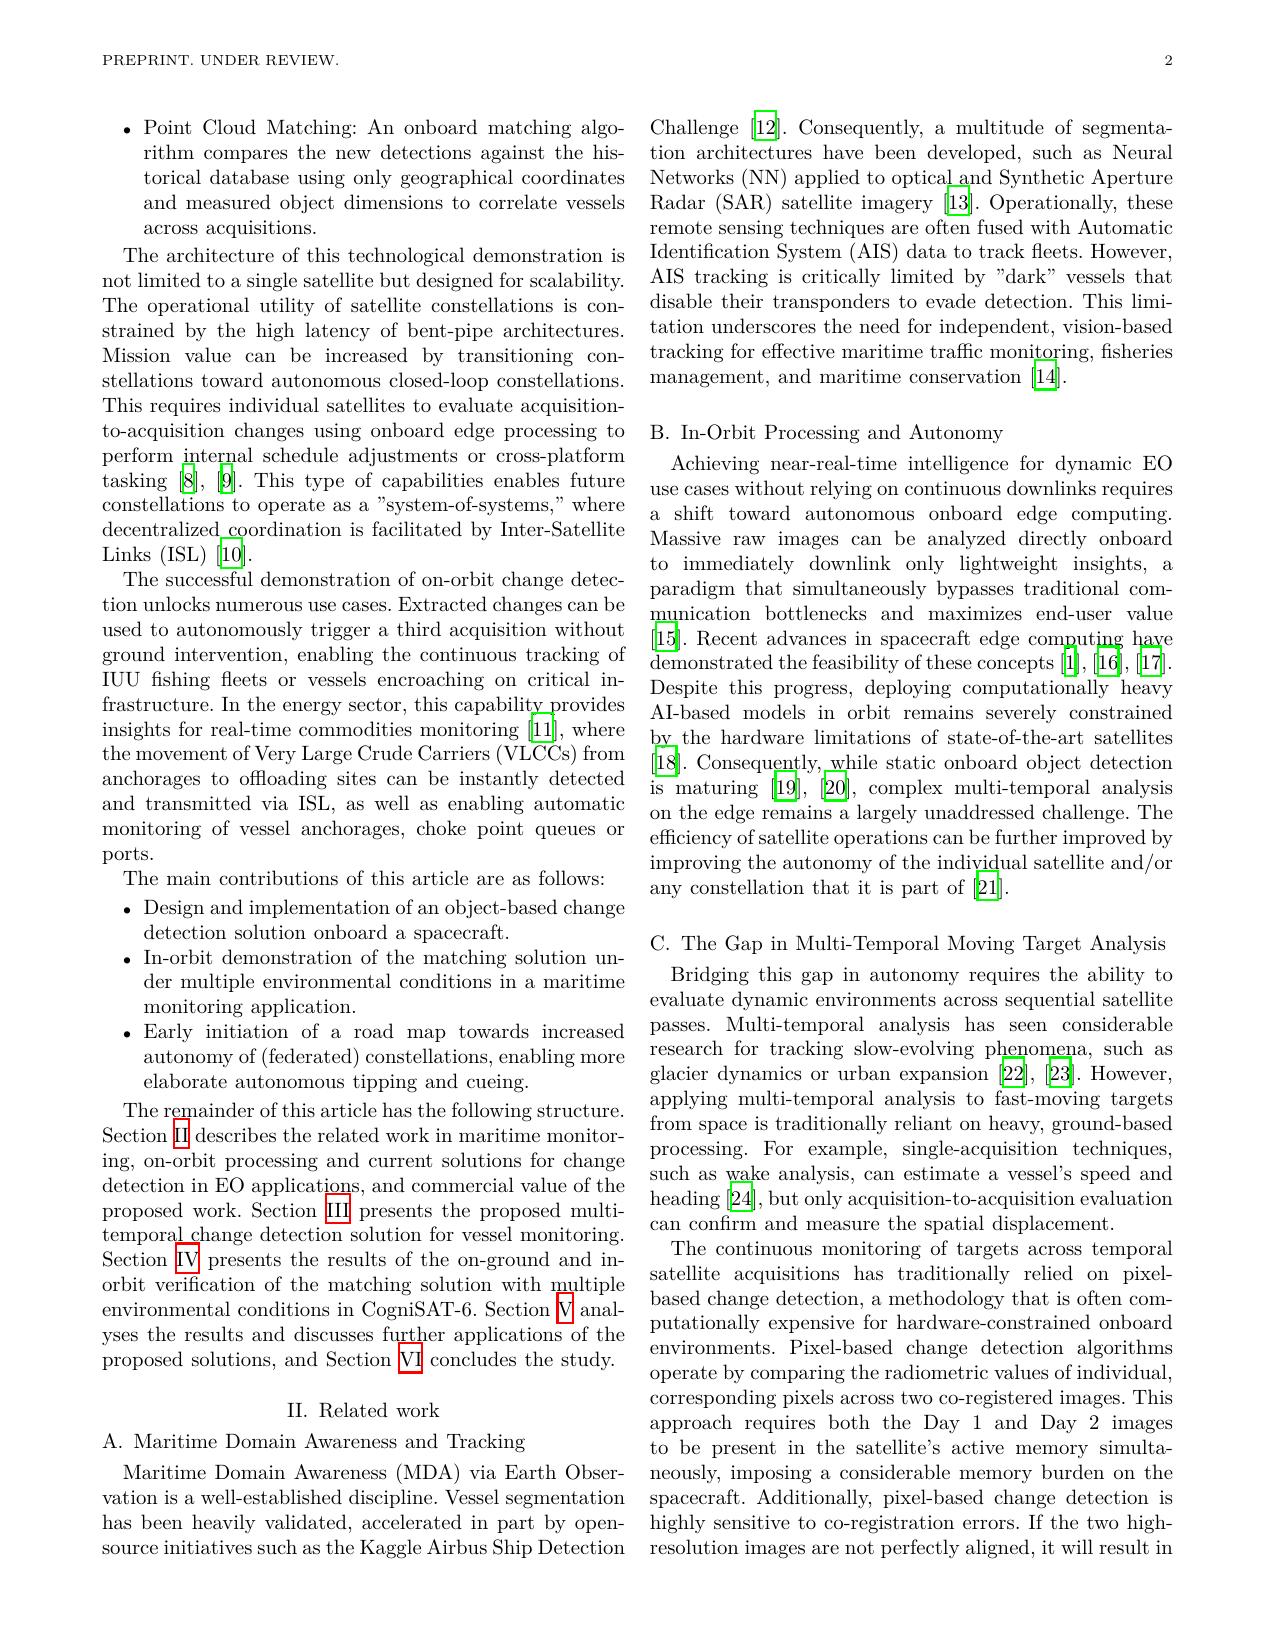 PREPRINT. UNDER REVIEW.
2
• Point Cloud Matching: An onboard matching algo-
rithm compares the new detections against the his-
torical database using only geographical coordinates
and measured object dimensions to correlate vessels
across acquisitions.
The architecture of this technological demonstration is
not limited to a single satellite but designed for scalability.
The operational utility of satellite constellations is con-
strained by the high latency of bent-pipe architectures.
Mission value can be increased by transitioning con-
stellations toward autonomous closed-loop constellations.
This requires individual satellites to evaluate acquisition-
to-acquisition changes using onboard edge processing to
perform internal schedule adjustments or cross-platform
tasking [8], [9]. This type of capabilities enables future
constellations to operate as a ”system-of-systems,” where
decentralized coordination is facilitated by Inter-Satellite
Links (ISL) [10].
The successful demonstration of on-orbit change detec-
tion unlocks numerous use cases. Extracted changes can be
used to autonomously trigger a third acquisition without
ground intervention, enabling the continuous tracking of
IUU fishing fleets or vessels encroaching on critical in-
frastructure. In the energy sector, this capability provides
insights for real-time commodities monitoring [11], where
the movement of Very Large Crude Carriers (VLCCs) from
anchorages to offloading sites can be instantly detected
and transmitted via ISL, as well as enabling automatic
monitoring of vessel anchorages, choke point queues or
ports.
The main contributions of this article are as follows:
• Design and implementation of an object-based change
detection solution onboard a spacecraft.
• In-orbit demonstration of the matching solution un-
der multiple environmental conditions in a maritime
monitoring application.
• Early initiation of a road map towards increased
autonomy of (federated) constellations, enabling more
elaborate autonomous tipping and cueing.
The remainder of this article has the following structure.
Section II describes the related work in maritime monitor-
ing, on-orbit processing and current solutions for change
detection in EO applications, and commercial value of the
proposed work. Section III presents the proposed multi-
temporal change detection solution for vessel monitoring.
Section IV presents the results of the on-ground and in-
orbit verification of the matching solution with multiple
environmental conditions in CogniSAT-6. Section V anal-
yses the results and discusses further applications of the
proposed solutions, and Section VI concludes the study.
II. Related work
A. Maritime Domain Awareness and Tracking
Maritime Domain Awareness (MDA) via Earth Obser-
vation is a well-established discipline. Vessel segmentation
has been heavily validated, accelerated in part by open-
source initiatives such as the Kaggle Airbus Ship Detection
Challenge [12]. Consequently, a multitude of segmenta-
tion architectures have been developed, such as Neural
Networks (NN) applied to optical and Synthetic Aperture
Radar (SAR) satellite imagery [13]. Operationally, these
remote sensing techniques are often fused with Automatic
Identification System (AIS) data to track fleets. However,
AIS tracking is critically limited by ”dark” vessels that
disable their transponders to evade detection. This limi-
tation underscores the need for independent, vision-based
tracking for effective maritime traffic monitoring, fisheries
management, and maritime conservation [14].
B. In-Orbit Processing and Autonomy
Achieving near-real-time intelligence for dynamic EO
use cases without relying on continuous downlinks requires
a shift toward autonomous onboard edge computing.
Massive raw images can be analyzed directly onboard
to immediately downlink only lightweight insights, a
paradigm that simultaneously bypasses traditional com-
munication bottlenecks and maximizes end-user value
[15]. Recent advances in spacecraft edge computing have
demonstrated the feasibility of these concepts [1], [16], [17].
Despite this progress, deploying computationally heavy
AI-based models in orbit remains severely constrained
by the hardware limitations of state-of-the-art satellites
[18]. Consequently, while static onboard object detection
is maturing [19], [20], complex multi-temporal analysis
on the edge remains a largely unaddressed challenge. The
efficiency of satellite operations can be further improved by
improving the autonomy of the individual satellite and/or
any constellation that it is part of [21].
C. The Gap in Multi-Temporal Moving Target Analysis
Bridging this gap in autonomy requires the ability to
evaluate dynamic environments across sequential satellite
passes. Multi-temporal analysis has seen considerable
research for tracking slow-evolving phenomena, such as
glacier dynamics or urban expansion [22], [23]. However,
applying multi-temporal analysis to fast-moving targets
from space is traditionally reliant on heavy, ground-based
processing. For example, single-acquisition techniques,
such as wake analysis, can estimate a vessel’s speed and
heading [24], but only acquisition-to-acquisition evaluation
can confirm and measure the spatial displacement.
The continuous monitoring of targets across temporal
satellite acquisitions has traditionally relied on pixel-
based change detection, a methodology that is often com-
putationally expensive for hardware-constrained onboard
environments. Pixel-based change detection algorithms
operate by comparing the radiometric values of individual,
corresponding pixels across two co-registered images. This
approach requires both the Day 1 and Day 2 images
to be present in the satellite’s active memory simulta-
neously, imposing a considerable memory burden on the
spacecraft. Additionally, pixel-based change detection is
highly sensitive to co-registration errors. If the two high-
resolution images are not perfectly aligned, it will result in